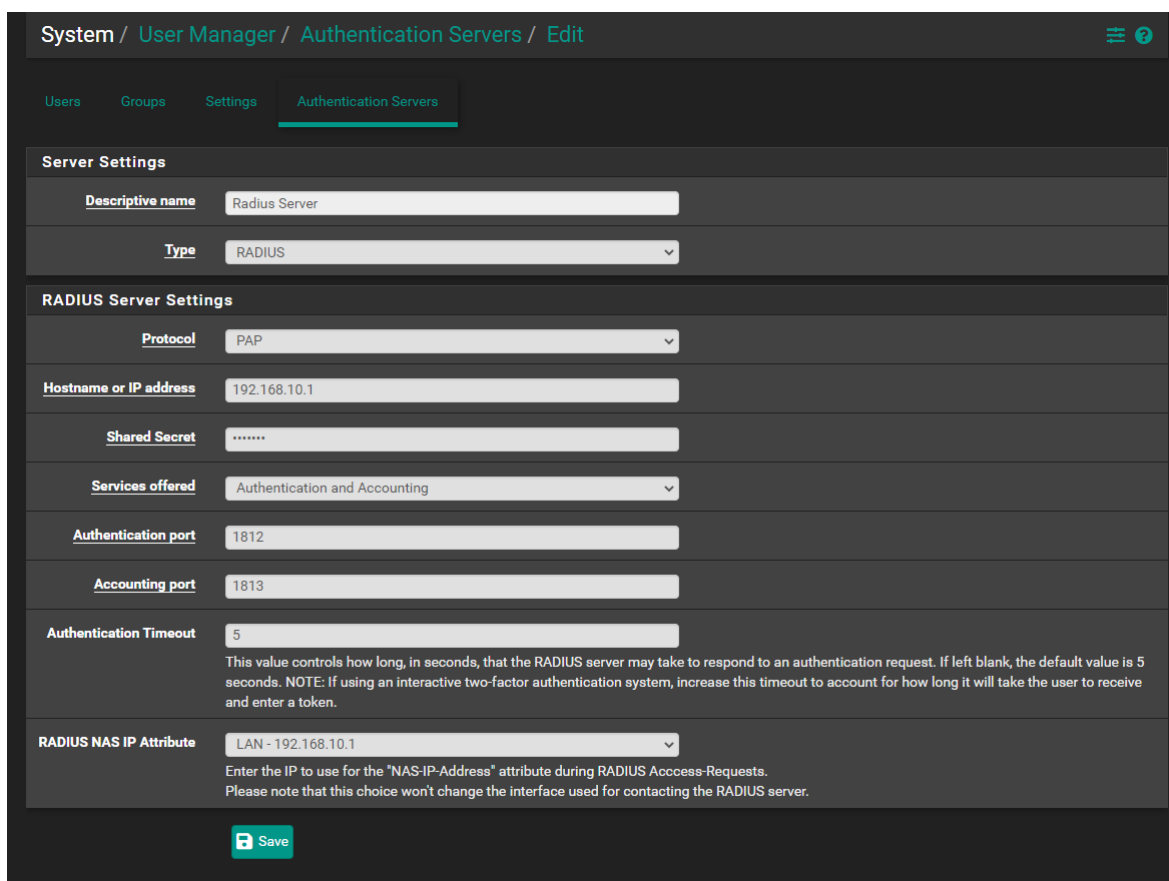 System / User Manager / Authentication Servers / Edit
Users Groups Settings Authentication Servers
Server Settings
Descriptive name Radius Server
Type RADIUS
RADIUS Server Settings
Protocol PAP
Hostname or IP address 192.168.10.1
Shared Secret •••••••
Services offered Authentication and Accounting
Authentication port 1812
Accounting port 1813
Authentication Timeout 5
This value controls how long, in seconds, that the RADIUS server may take to respond to an authentication request. If left blank, the default value is 5
seconds. NOTE: If using an interactive two-factor authentication system, increase this timeout to account for how long it will take the user to receive
and enter a token.
RADIUS NAS IP Attribute LAN - 192.168.10.1
Enter the IP to use for the "NAS-IP-Address" attribute during RADIUS Acccess-Requests.
Please note that this choice won't change the interface used for contacting the RADIUS server.
Save